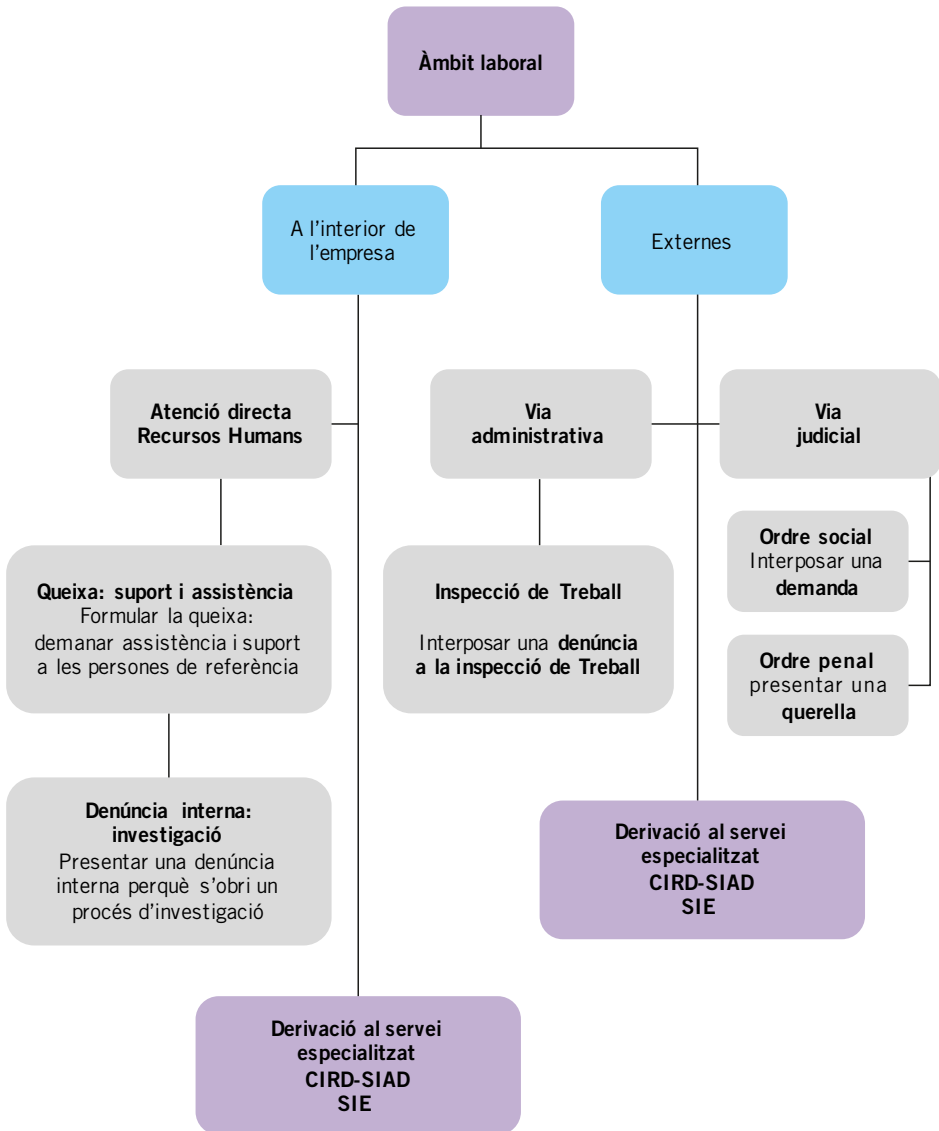 Àmbit laboral
A l’interior de
l’empresa
Externes
Atenció directa
Recursos Humans
Via
administrativa
Via
judicial
Queixa: suport i assistència
Formular la queixa:
demanar assistència i suport
a les persones de referència
Inspecció de Treball
Interposar una denúncia
a la inspecció de Treball
Ordre social
Interposar una
demanda
Ordre penal
presentar una
querella
Denúncia interna:
investigació
Presentar una denúncia
interna perquè s’obri un
procés d’investigació
Derivació al servei
especialitzat
CIRD-SIAD
SIE
Derivació al servei
especialitzat
CIRD-SIAD
SIE